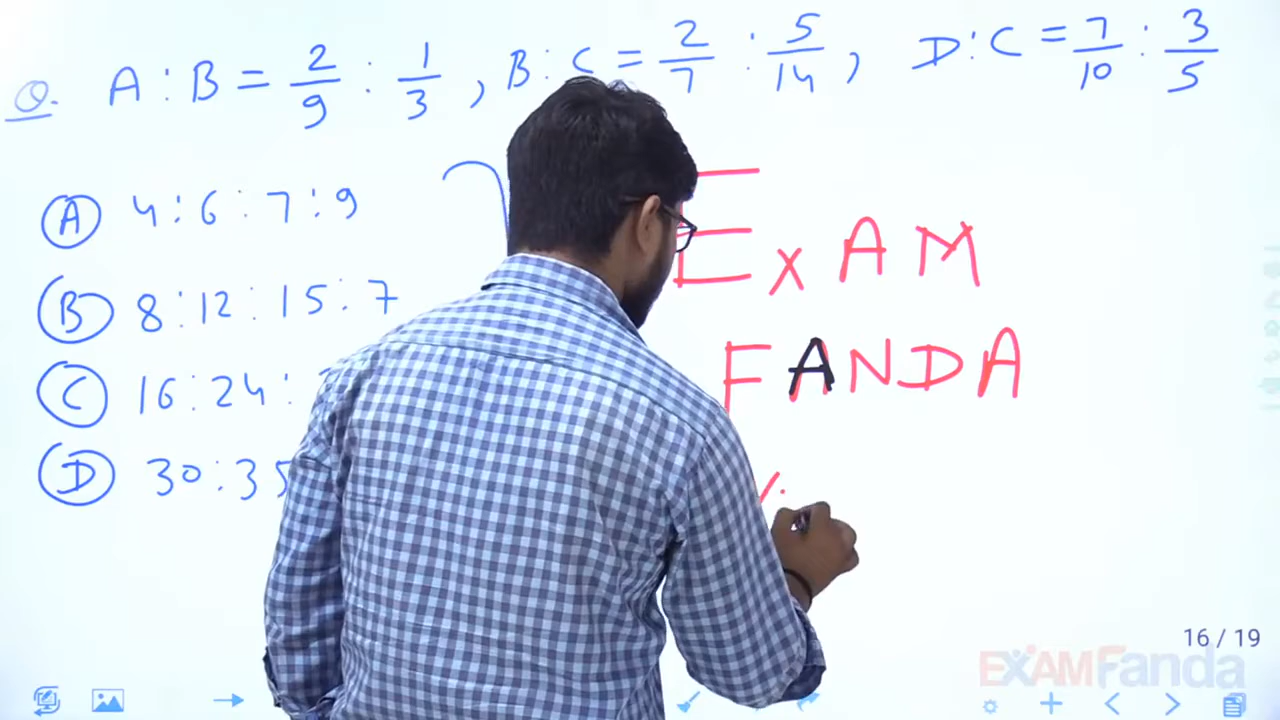 Q. A : B = 2/9 : 1/3 , B : C = 2/7 : 5/14 , D : C = 7/10 : 3/5
(A) 4 : 6 : 7 : 9
(B) 8 : 12 : 15 : 7
(C) 16 : 24 :
(D) 30 : 35
EXAM
FANDA
16 / 19
EXAMFanda